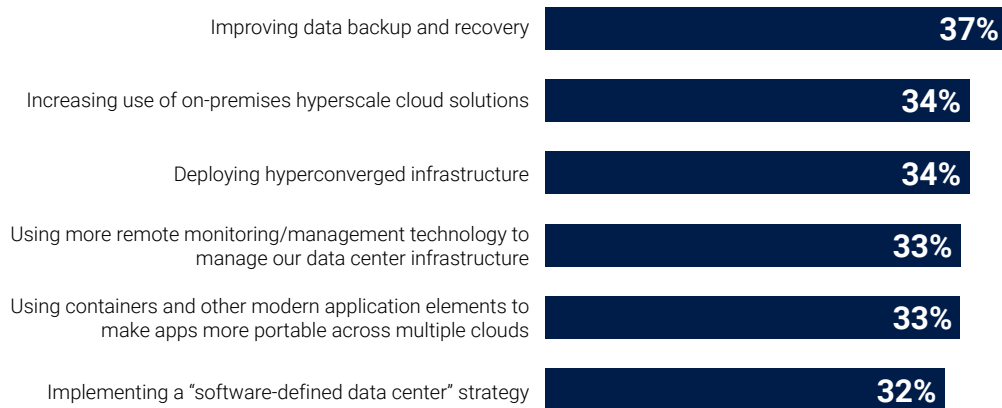 Improving data backup and recovery 37%
Increasing use of on-premises hyperscale cloud solutions 34%
Deploying hyperconverged infrastructure 34%
Using more remote monitoring/management technology to
manage our data center infrastructure 33%
Using containers and other modern application elements to
make apps more portable across multiple clouds 33%
Implementing a “software-defined data center” strategy 32%